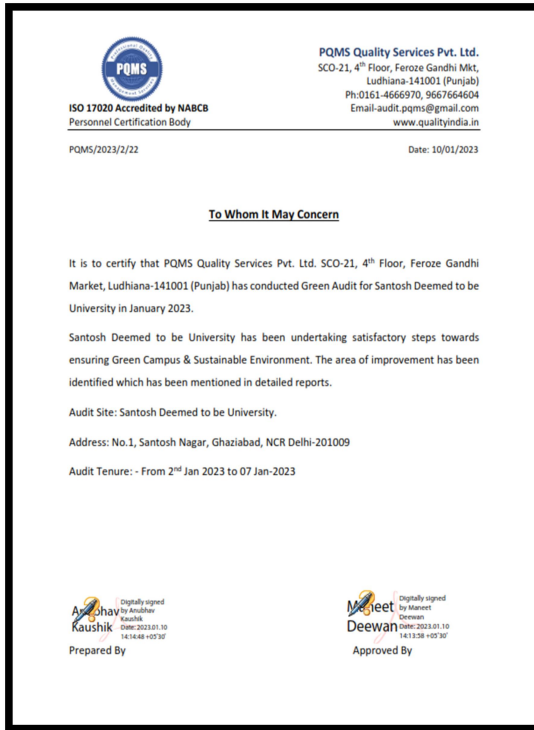 Professional Quality
PQMS
Management Services
ISO 17020 Accredited by NABCB
Personnel Certification Body
PQMS Quality Services Pvt. Ltd.
SCO-21, 4th Floor, Feroze Gandhi Mkt,
Ludhiana-141001 (Punjab)
Ph:0161-4666970, 9667664604
Email-audit.pqms@gmail.com
www.qualityindia.in
PQMS/2023/2/22
Date: 10/01/2023
To Whom It May Concern
It is to certify that PQMS Quality Services Pvt. Ltd. SCO-21, 4th Floor, Feroze Gandhi
Market, Ludhiana-141001 (Punjab) has conducted Green Audit for Santosh Deemed to be
University in January 2023.
Santosh Deemed to be University has been undertaking satisfactory steps towards
ensuring Green Campus & Sustainable Environment. The area of improvement has been
identified which has been mentioned in detailed reports.
Audit Site: Santosh Deemed to be University.
Address: No.1, Santosh Nagar, Ghaziabad, NCR Delhi-201009
Audit Tenure: - From 2nd Jan 2023 to 07 Jan-2023
Anubhav
Kaushik
Digitally signed
by Anubhav
Kaushik
Date: 2023.01.10
14:14:48 +05'30'
Prepared By
Maneet
Deewan
Digitally signed
by Maneet
Deewan
Date: 2023.01.10
14:13:58 +05'30'
Approved By